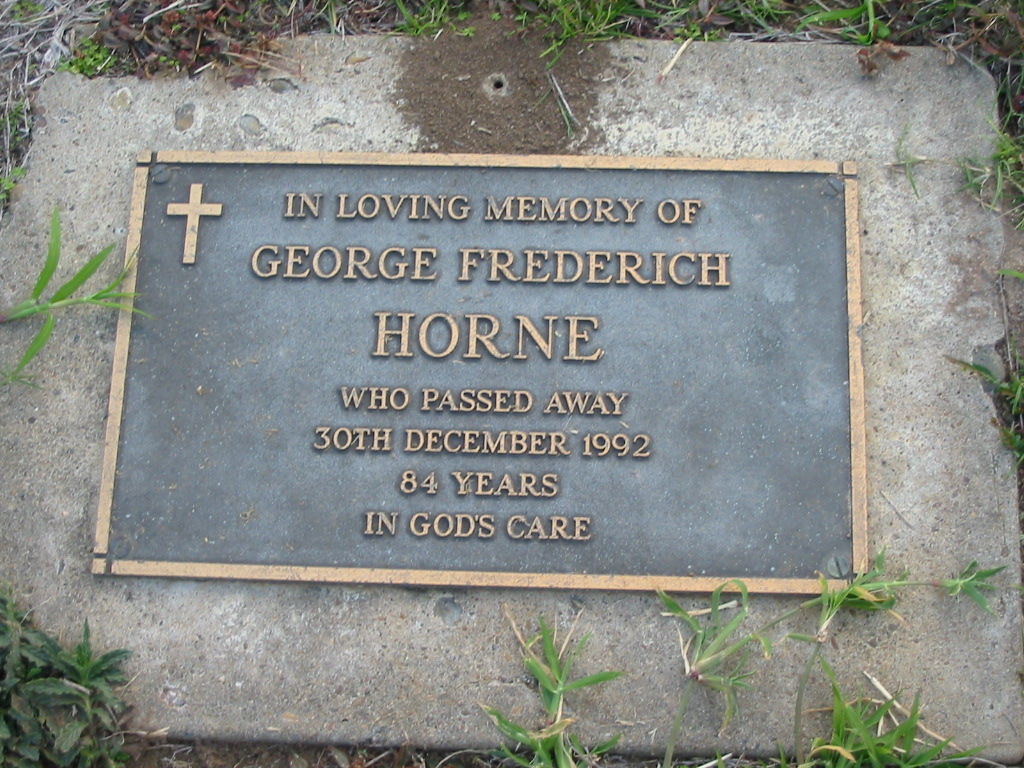 IN LOVING MEMORY OF
GEORGE FREDERICH
HORNE
WHO PASSED AWAY
30TH DECEMBER 1992
84 YEARS
IN GOD'S CARE